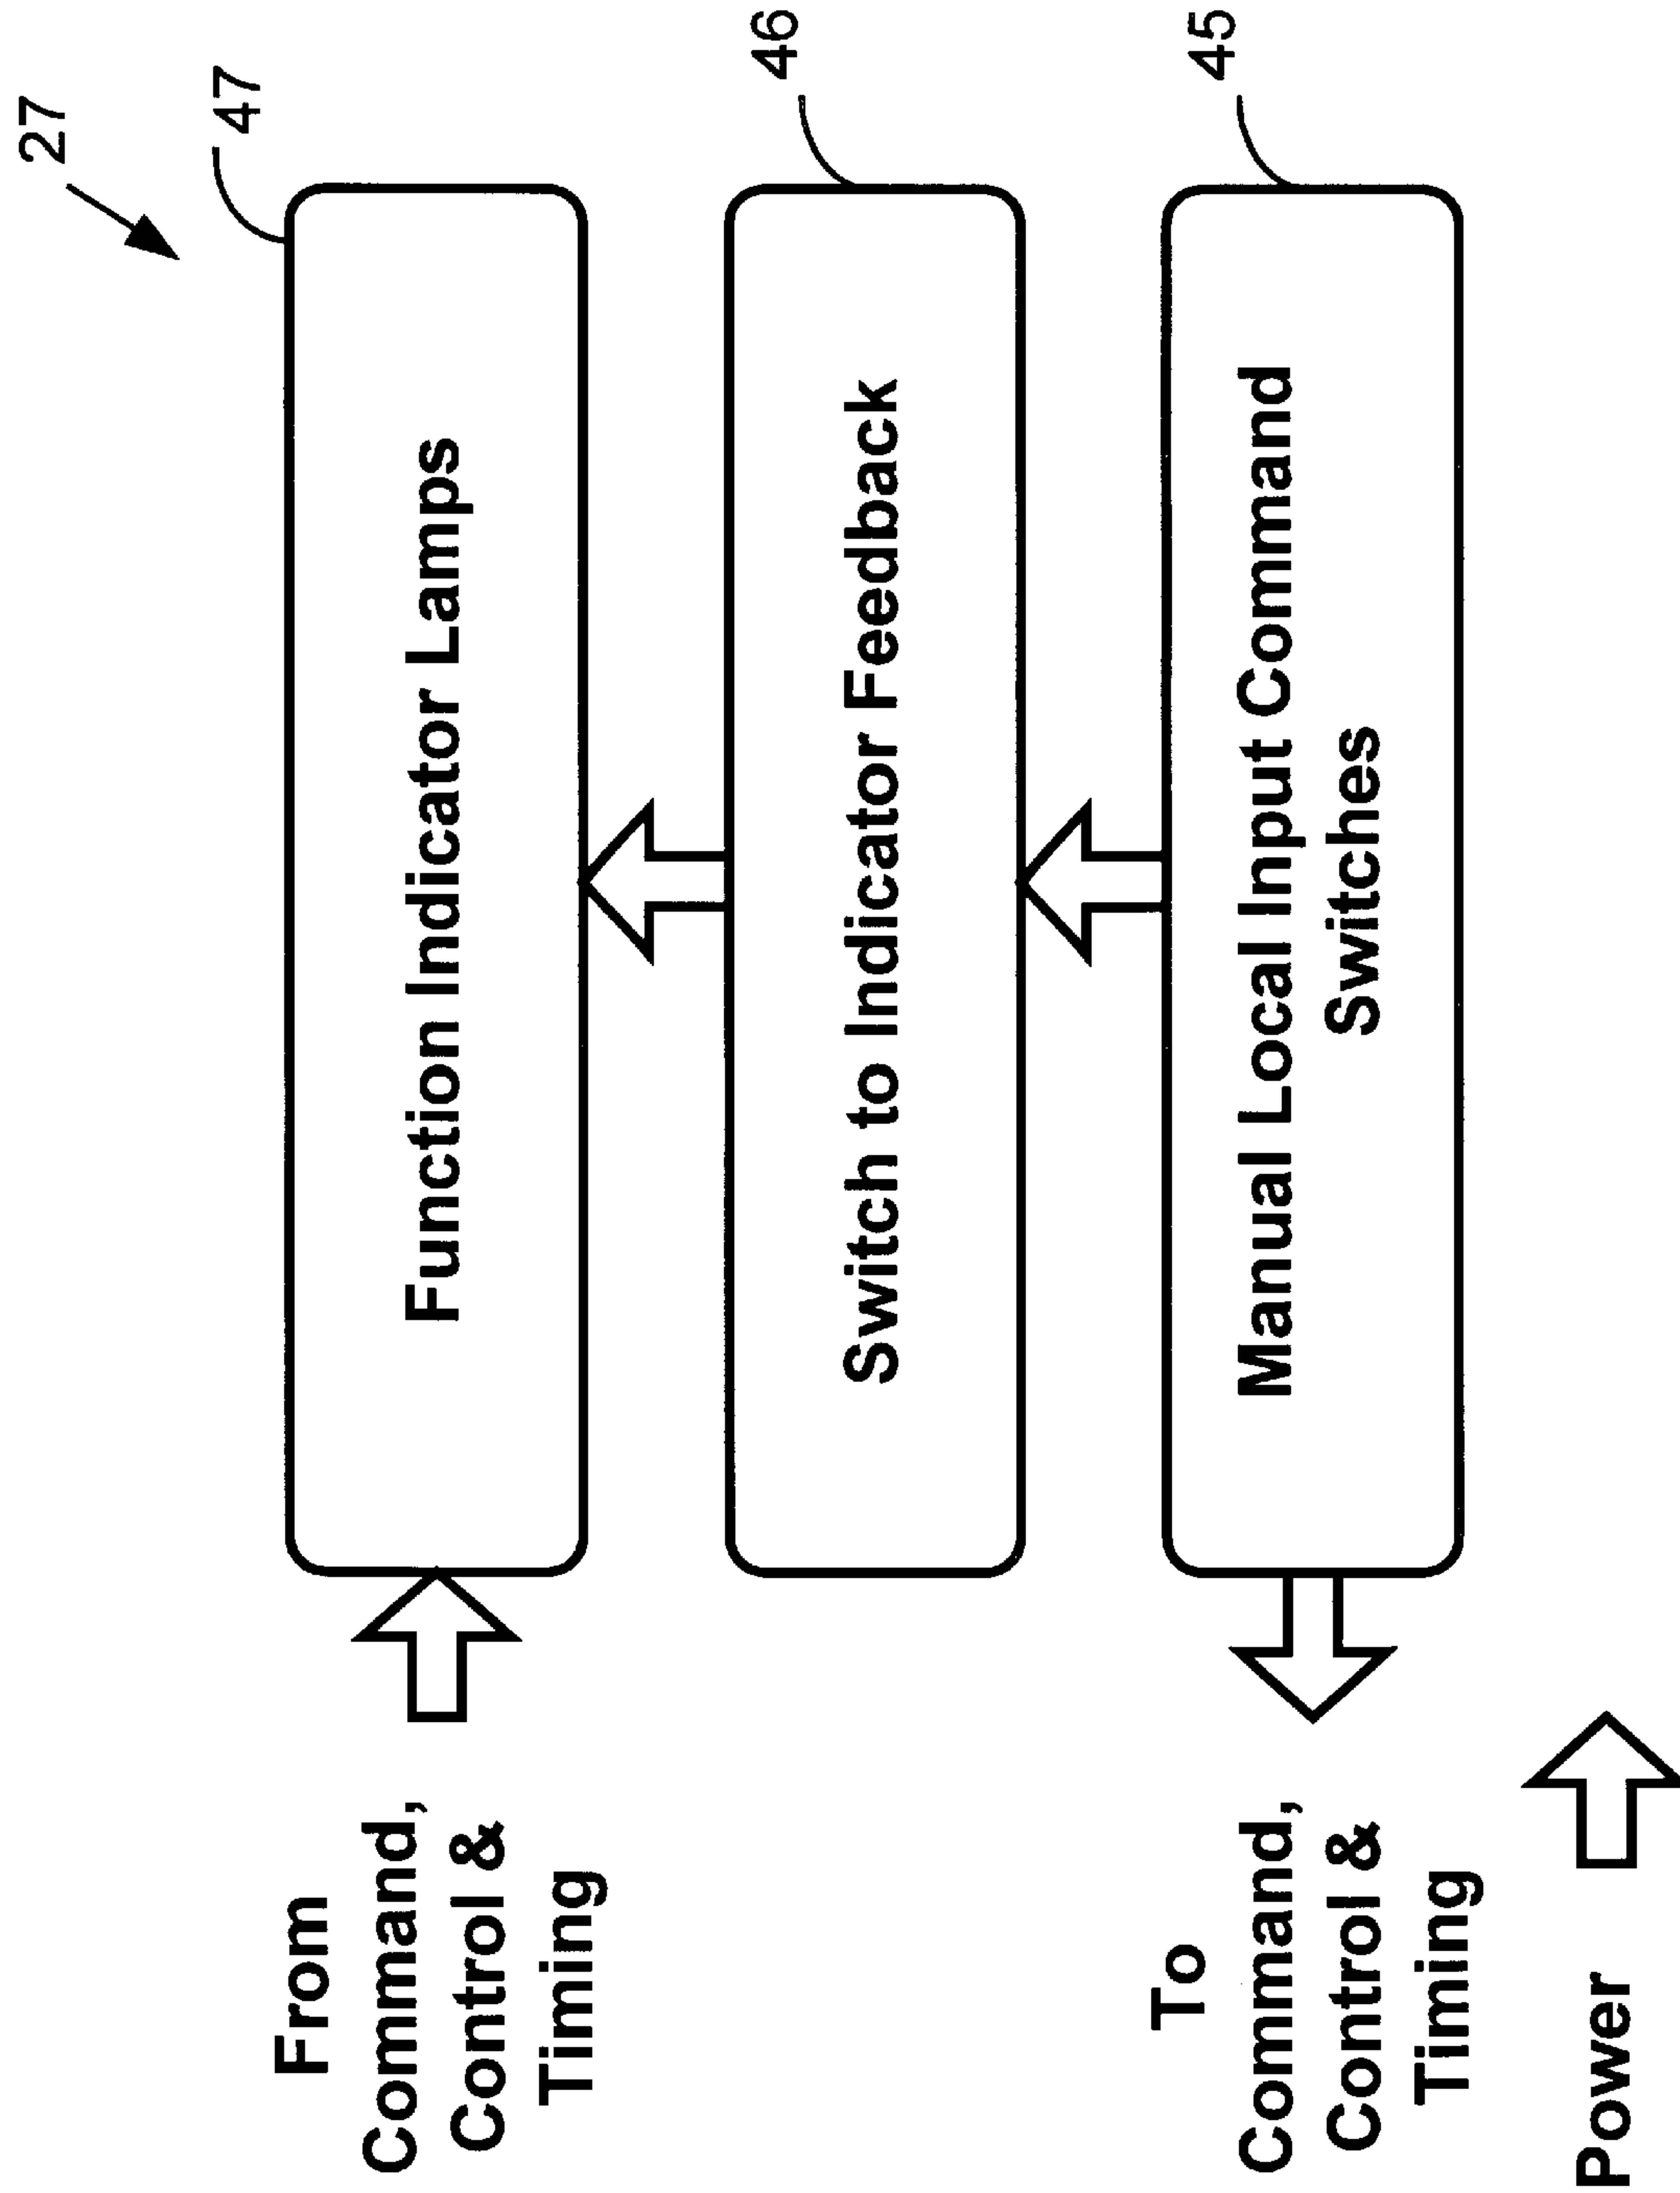 27
47
From
Command,
Control &
Timing
Function Indicator Lamps
46
Switch to Indicator Feedback
45
To
Command,
Control &
Timing
Manual Local Input Command
Switches
Power